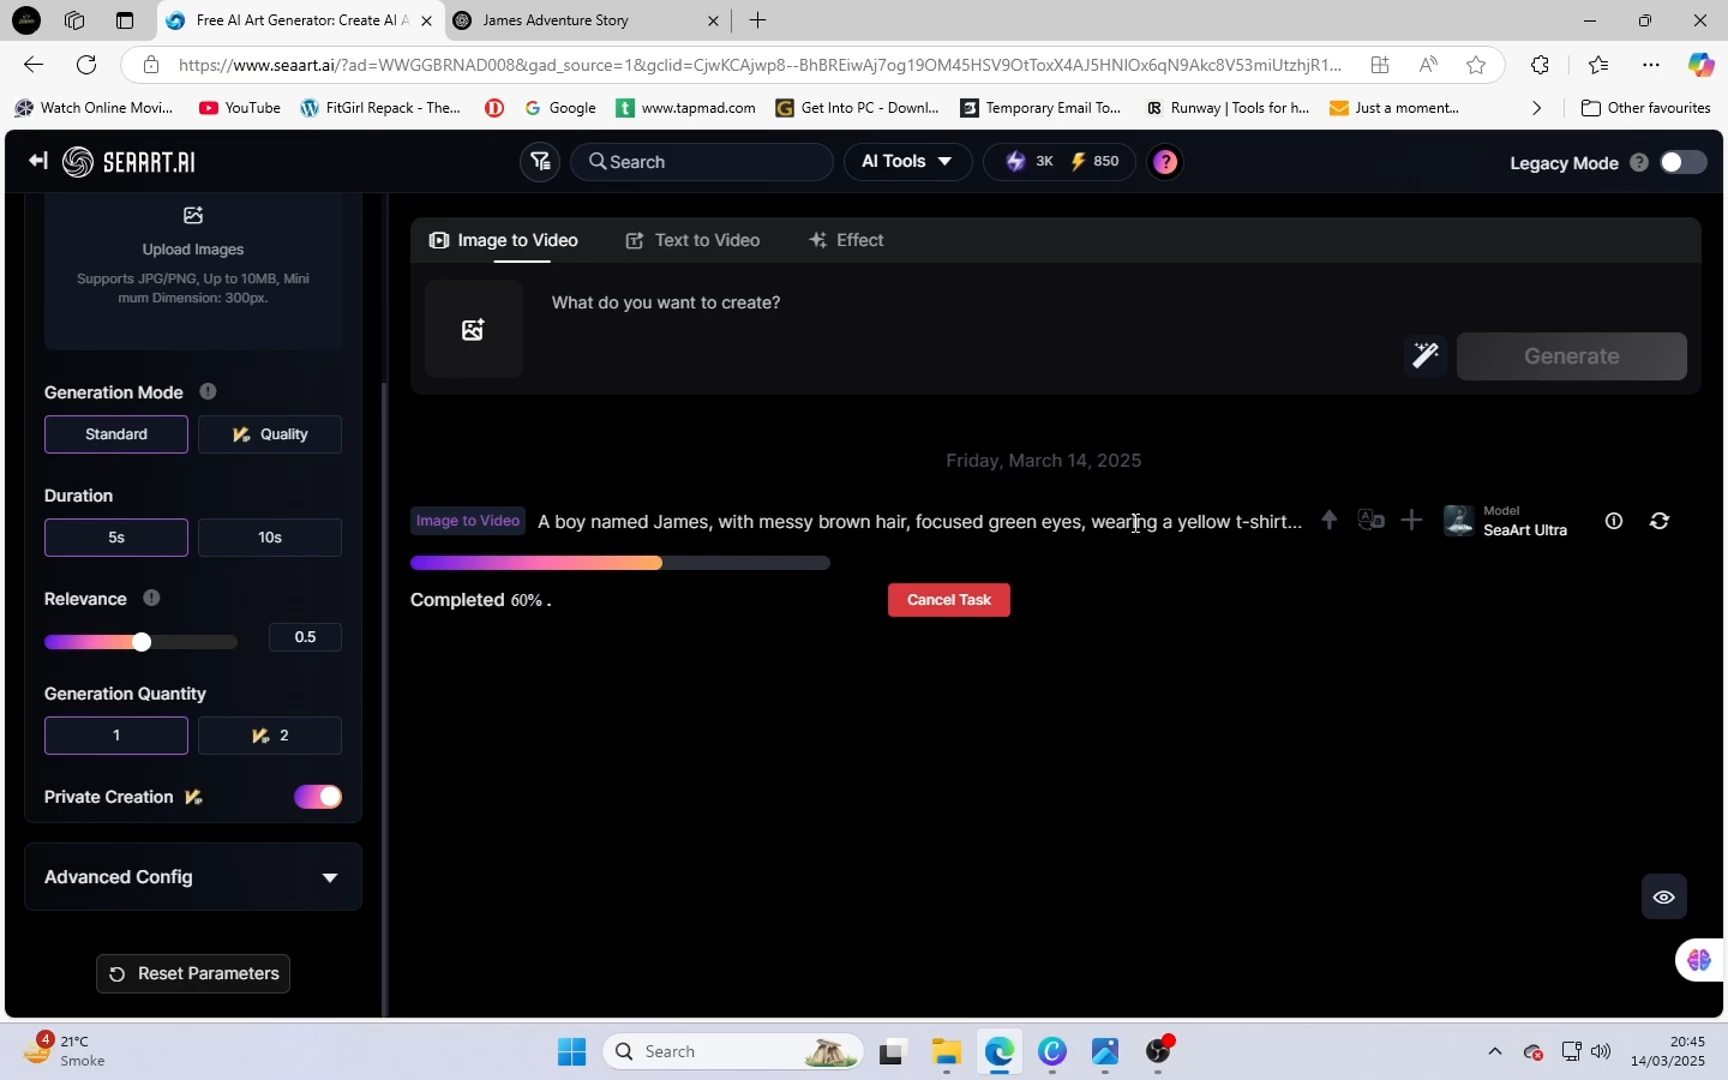 Free AI Art Generator: Create AI A
James Adventure Story
https://www.seaart.ai/?ad=WWGGBRNAD008&gad_source=1&gclid=CjwKCAjwp8--BhBREiwAj7og19OM45HSV9OtToxX4AJ5HNIOx6qN9Akc8V53miUtzhjR1...
Watch Online Movi...
YouTube
FitGirl Repack - The...
Google
www.tapmad.com
Get Into PC - Downl...
Temporary Email To...
Runway | Tools for h...
Just a moment...
Other favourites
SEAART.AI
Search
AI Tools
3K
850
?
Legacy Mode
?
Upload Images
Supports JPG/PNG, Up to 10MB, Mini
mum Dimension: 300px.
Generation Mode
Standard
Quality
Duration
5s
10s
Relevance
0.5
Generation Quantity
1
2
Private Creation
Advanced Config
Reset Parameters
Image to Video
Text to Video
Effect
What do you want to create?
Generate
Friday, March 14, 2025
Image to Video
A boy named James, with messy brown hair, focused green eyes, wearing a yellow t-shirt...
Model
SeaArt Ultra
Completed 60% .
Cancel Task
4
21°C
Smoke
Search
20:45
14/03/2025